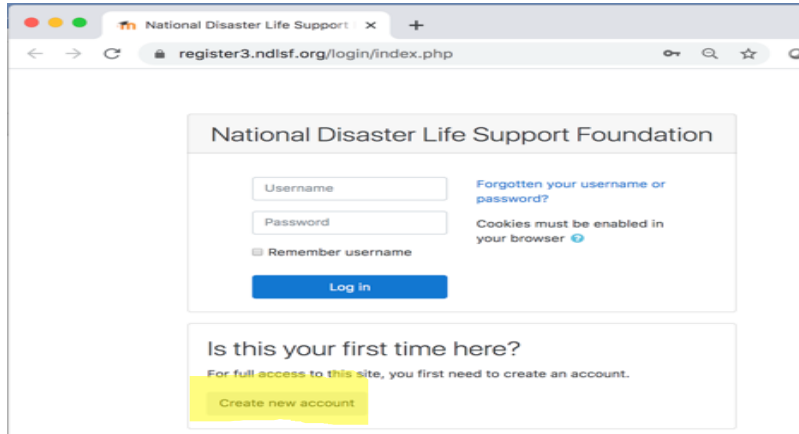 National Disaster Life Support
register3.ndlsf.org/login/index.php
National Disaster Life Support Foundation
Username
Forgotten your username or
password?
Password
Cookies must be enabled in
your browser
Remember username
Log in
Is this your first time here?
For full access to this site, you first need to create an account.
Create new account